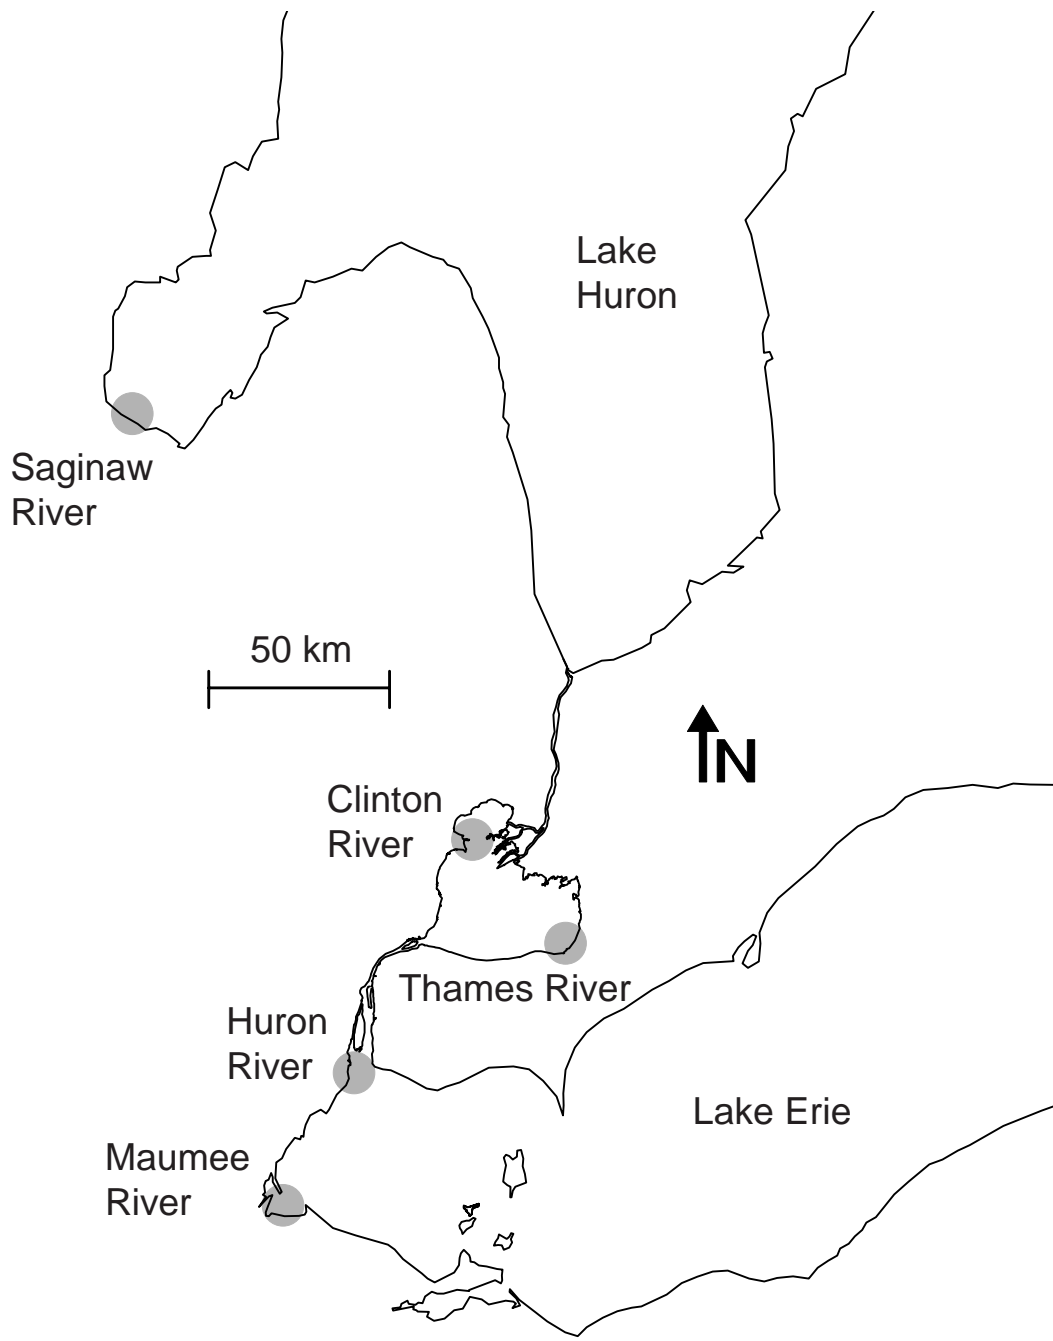 Lake
Huron
Saginaw
River
50 km
N
Clinton
River
Thames River
Huron
River
Lake Erie
Maumee
River